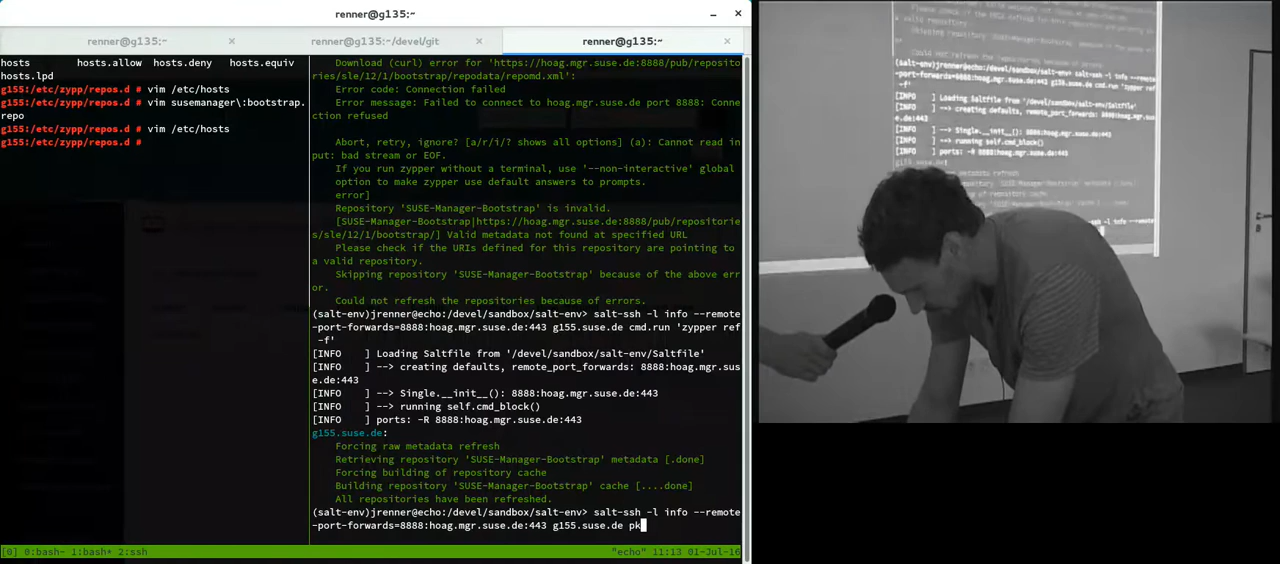 renner@g135:~
renner@g135:~
renner@g135:~/devel/git
renner@g135:~
hosts hosts.allow hosts.deny hosts.equiv
hosts.lpd
g155:/etc/zypp/repos.d # vim /etc/hosts
g155:/etc/zypp/repos.d # vim susemanager\:bootstrap.
repo
g155:/etc/zypp/repos.d # vim /etc/hosts
g155:/etc/zypp/repos.d #
Download (curl) error for 'https://hoag.mgr.suse.de:8888/pub/reposito
ries/sle/12/1/bootstrap/repodata/repomd.xml':
Error code: Connection failed
Error message: Failed to connect to hoag.mgr.suse.de port 8888: Conne
ction refused
Abort, retry, ignore? [a/r/i/? shows all options] (a): Cannot read in
put: bad stream or EOF.
If you run zypper without a terminal, use '--non-interactive' global
option to make zypper use default answers to prompts.
error]
Repository 'SUSE-Manager-Bootstrap' is invalid.
[SUSE-Manager-Bootstrap|https://hoag.mgr.suse.de:8888/pub/repositorie
s/sle/12/1/bootstrap/] Valid metadata not found at specified URL
Please check if the URIs defined for this repository are pointing to
a valid repository.
Skipping repository 'SUSE-Manager-Bootstrap' because of the above err
or.
Could not refresh the repositories because of errors.
(salt-env)jrenner@echo:/devel/sandbox/salt-env> salt-ssh -l info --remote
-port-forwards=8888:hoag.mgr.suse.de:443 g155.suse.de cmd.run 'zypper ref
-f'
[INFO ] Loading Saltfile from '/devel/sandbox/salt-env/Saltfile'
[INFO ] --> creating defaults, remote_port_forwards: 8888:hoag.mgr.sus
e.de:443
[INFO ] --> Single.__init__(): 8888:hoag.mgr.suse.de:443
[INFO ] --> running self.cmd_block()
[INFO ] ports: -R 8888:hoag.mgr.suse.de:443
g155.suse.de:
Forcing raw metadata refresh
Retrieving repository 'SUSE-Manager-Bootstrap' metadata [.done]
Forcing building of repository cache
Building repository 'SUSE-Manager-Bootstrap' cache [....done]
All repositories have been refreshed.
(salt-env)jrenner@echo:/devel/sandbox/salt-env> salt-ssh -l info --remote
-port-forwards=8888:hoag.mgr.suse.de:443 g155.suse.de pk
[0] 0:bash- 1:bash* 2:ssh "echo" 11:13 01-Jul-16